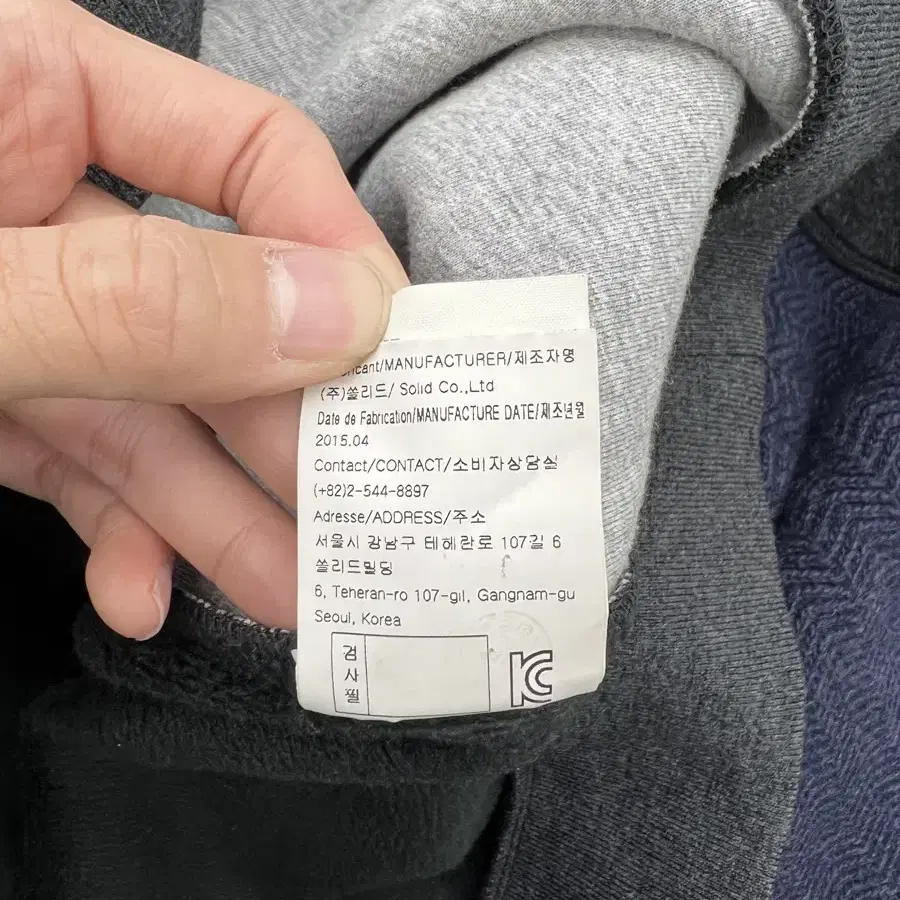 icant/MANUFACTURER/제조자명
(주)쏠리드/ Solid Co.,Ltd
Date de Fabrication/MANUFACTURE DATE/제조년월
2015.04
Contact/CONTACT/소비자상담실
(+82)2-544-8897
Adresse/ADDRESS/주소
서울시 강남구 테헤란로 107길 6
쏠리드빌딩
6, Teheran-ro 107-gil, Gangnam-gu
Seoul, Korea
검사필
KC